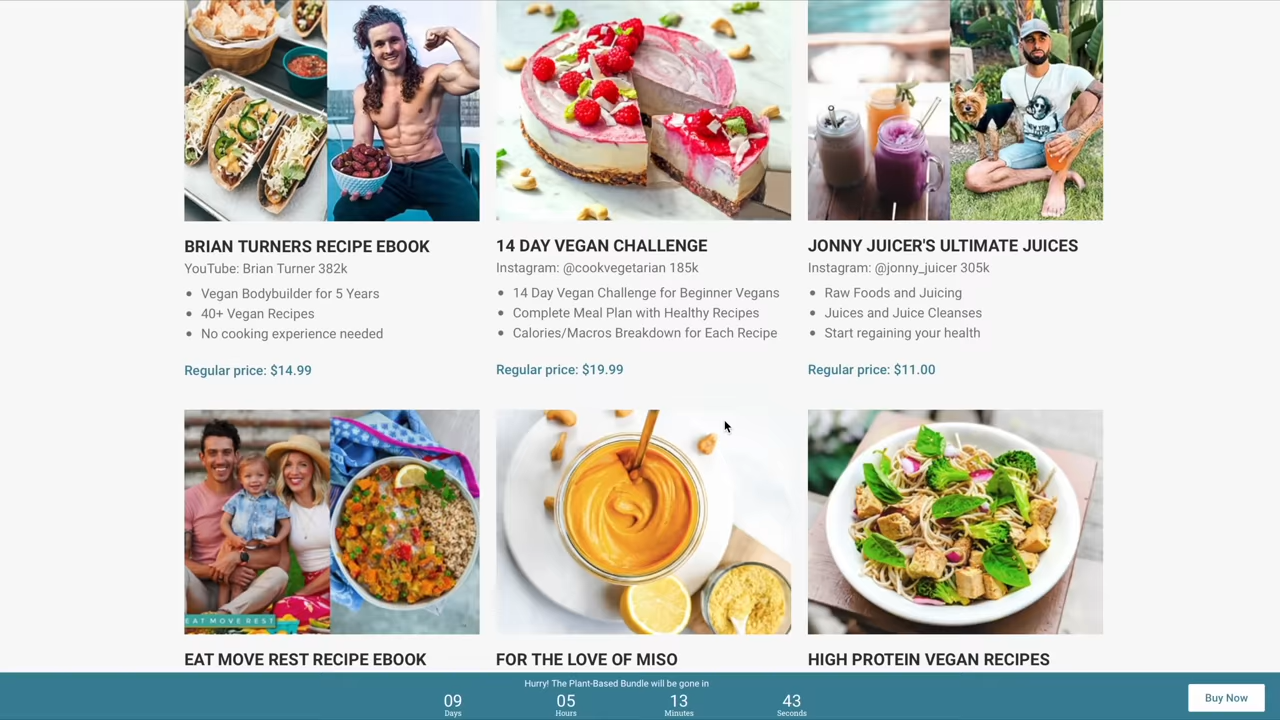 BRIAN TURNERS RECIPE EBOOK
YouTube: Brian Turner 382k
• Vegan Bodybuilder for 5 Years
• 40+ Vegan Recipes
• No cooking experience needed
Regular price: $14.99
14 DAY VEGAN CHALLENGE
Instagram: @cookvegetarian 185k
• 14 Day Vegan Challenge for Beginner Vegans
• Complete Meal Plan with Healthy Recipes
• Calories/Macros Breakdown for Each Recipe
Regular price: $19.99
JONNY JUICER'S ULTIMATE JUICES
Instagram: @jonny_juicer 305k
• Raw Foods and Juicing
• Juices and Juice Cleanses
• Start regaining your health
Regular price: $11.00
EAT MOVE REST
EAT MOVE REST RECIPE EBOOK
FOR THE LOVE OF MISO
HIGH PROTEIN VEGAN RECIPES
Hurry! The Plant-Based Bundle will be gone in
09 05 13 43
Days Hours Minutes Seconds
Buy Now